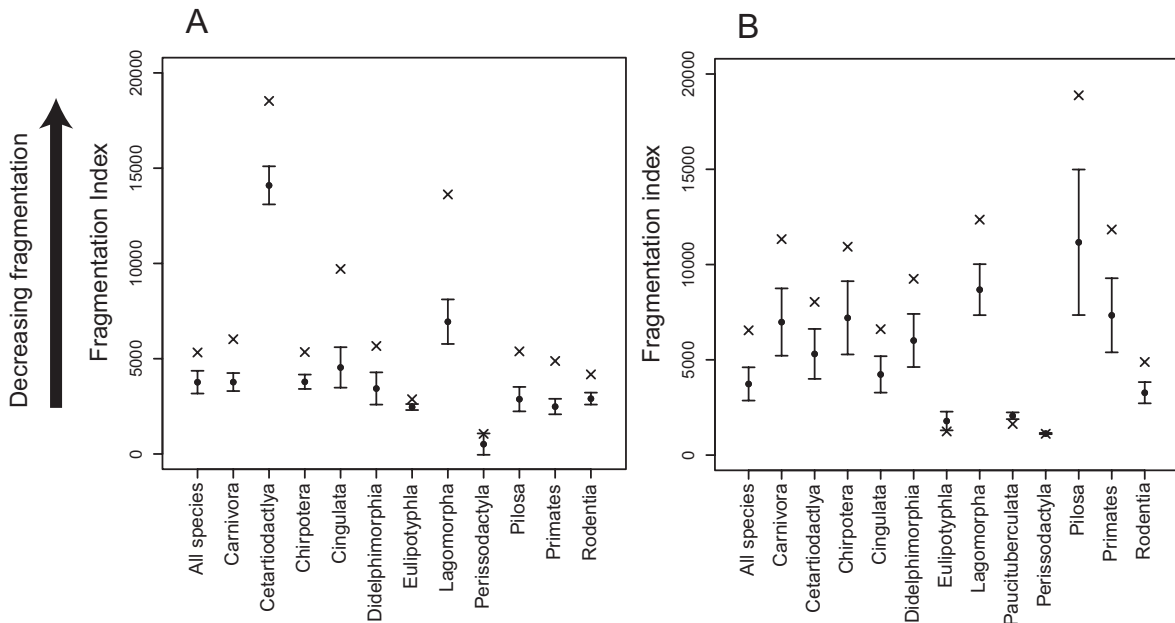 A
Decreasing fragmentation
Fragmentation Index
20000
15000
10000
5000
0
All species
Carnivora
Cetartiodactlya
Chirpotera
Cingulata
Didelphimorphia
Eulipotyphla
Lagomorpha
Perissodactyla
Pilosa
Primates
Rodentia
B
Fragmentation index
20000
15000
10000
5000
0
All species
Carnivora
Cetartiodactlya
Chirpotera
Cingulata
Didelphimorphia
Eulipotyphla
Lagomorpha
Paucituberculata
Perissodactyla
Pilosa
Primates
Rodentia